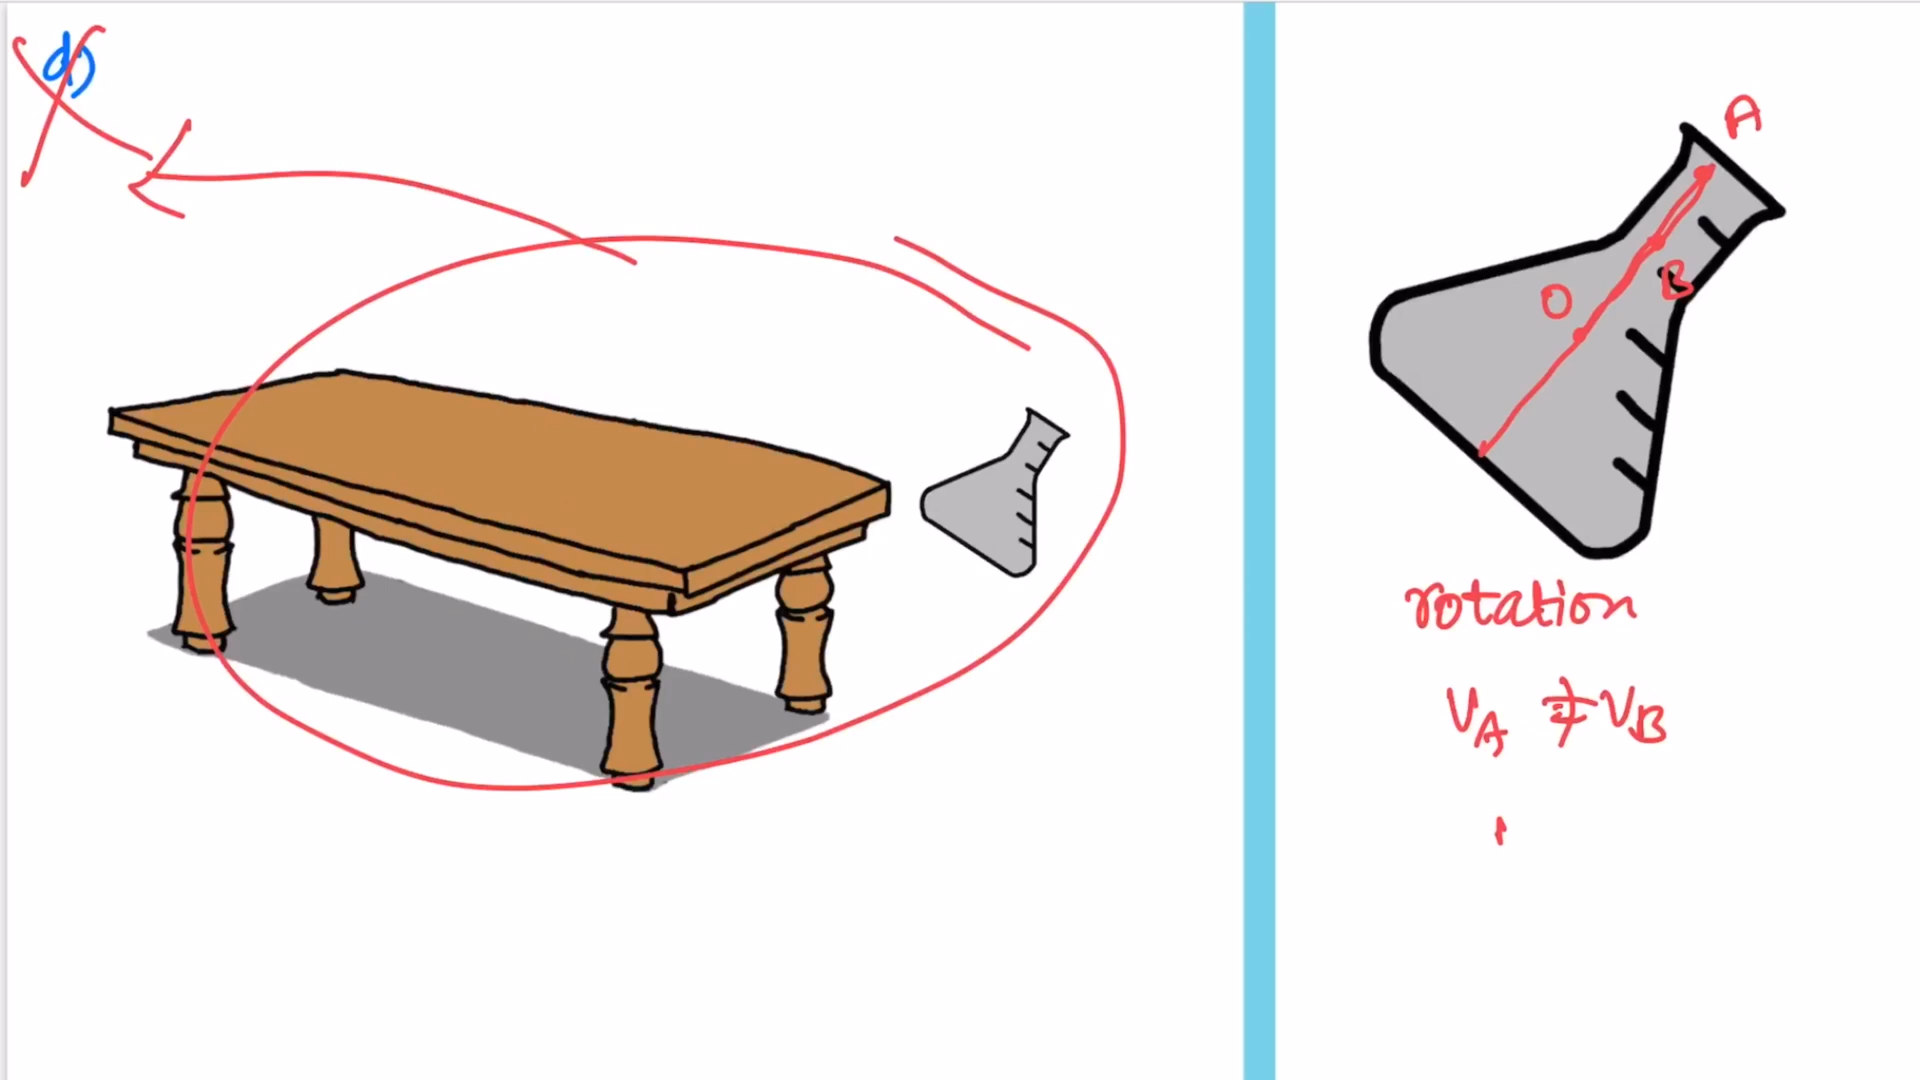 d)
A
B
O
rotation
VA ≠ VB